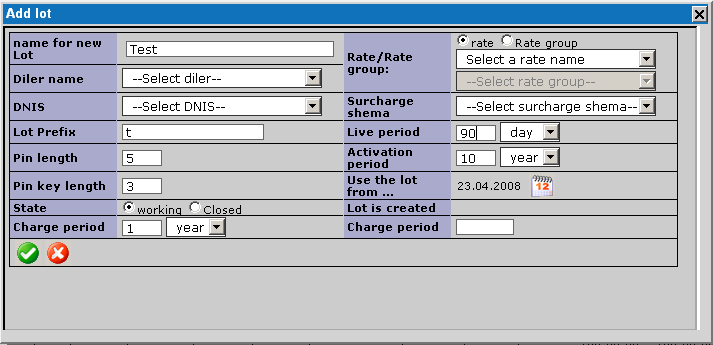 Add lot
name for new Lot
Test
Rate/Rate group:
rate Rate group
Select a rate name
--Select rate group--
Diler name
--Select diler--
DNIS
--Select DNIS--
Surcharge shema
--Select surcharge shema--
Lot Prefix
t
Live period
90 day
Pin length
5
Activation period
10 year
Pin key length
3
Use the lot from ...
23.04.2008 12
State
working Closed
Lot is created
Charge period
1 year
Charge period